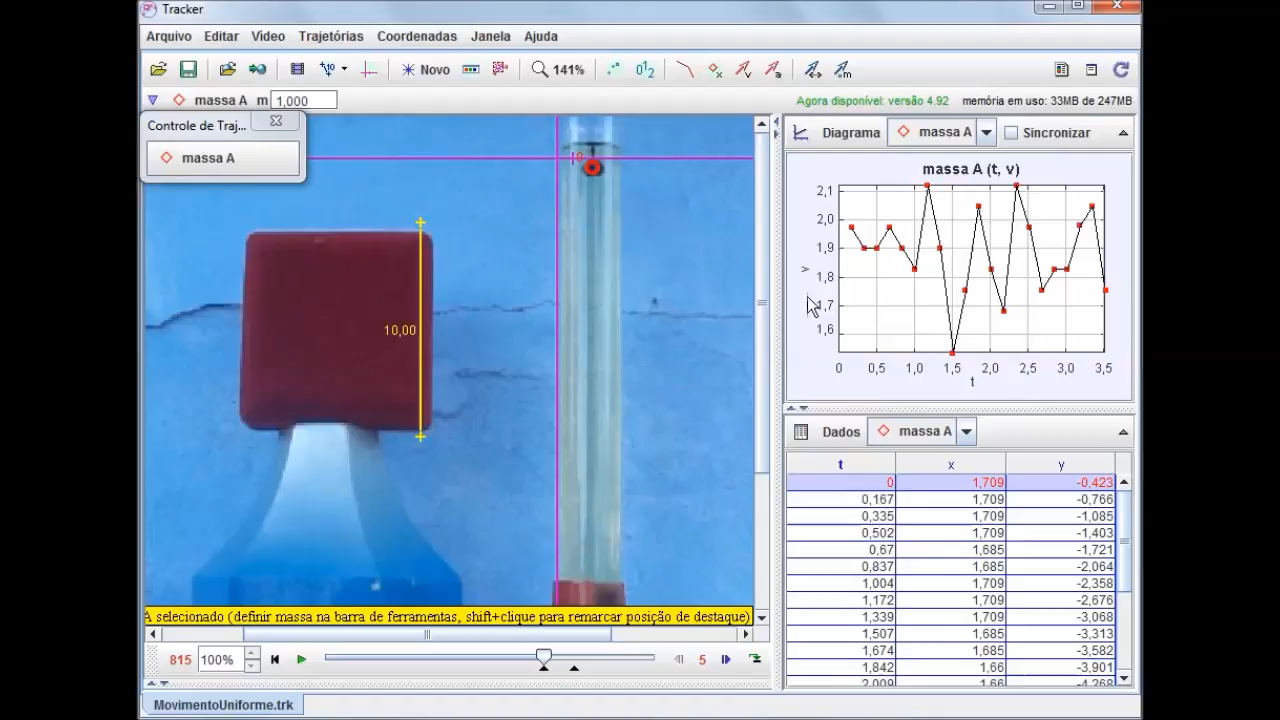 Tracker
Arquivo Editar Vídeo Trajetórias Coordenadas Janela Ajuda
Novo 141%
massa A m 1,000 Agora disponível: versão 4.92 memória em uso: 33MB de 247MB
Controle de Traj...
massa A
0
10,00
Diagrama massa A Sincronizar
massa A (t, v)
2,1
2,0
1,9
1,8
1,7
1,6
v
0 0,5 1,0 1,5 2,0 2,5 3,0 3,5
t
Dados massa A
t x y
0 1,709 -0,423
0,167 1,709 -0,766
0,335 1,709 -1,085
0,502 1,709 -1,403
0,67 1,685 -1,721
0,837 1,685 -2,064
1,004 1,709 -2,358
1,172 1,709 -2,676
1,339 1,709 -3,068
1,507 1,685 -3,313
1,674 1,685 -3,582
1,842 1,66 -3,901
2,009 1,66 -4,268
A selecionado (definir massa na barra de ferramentas, shift+clique para remarcar posição de destaque)
815 100% 5
MovimentoUniforme.trk